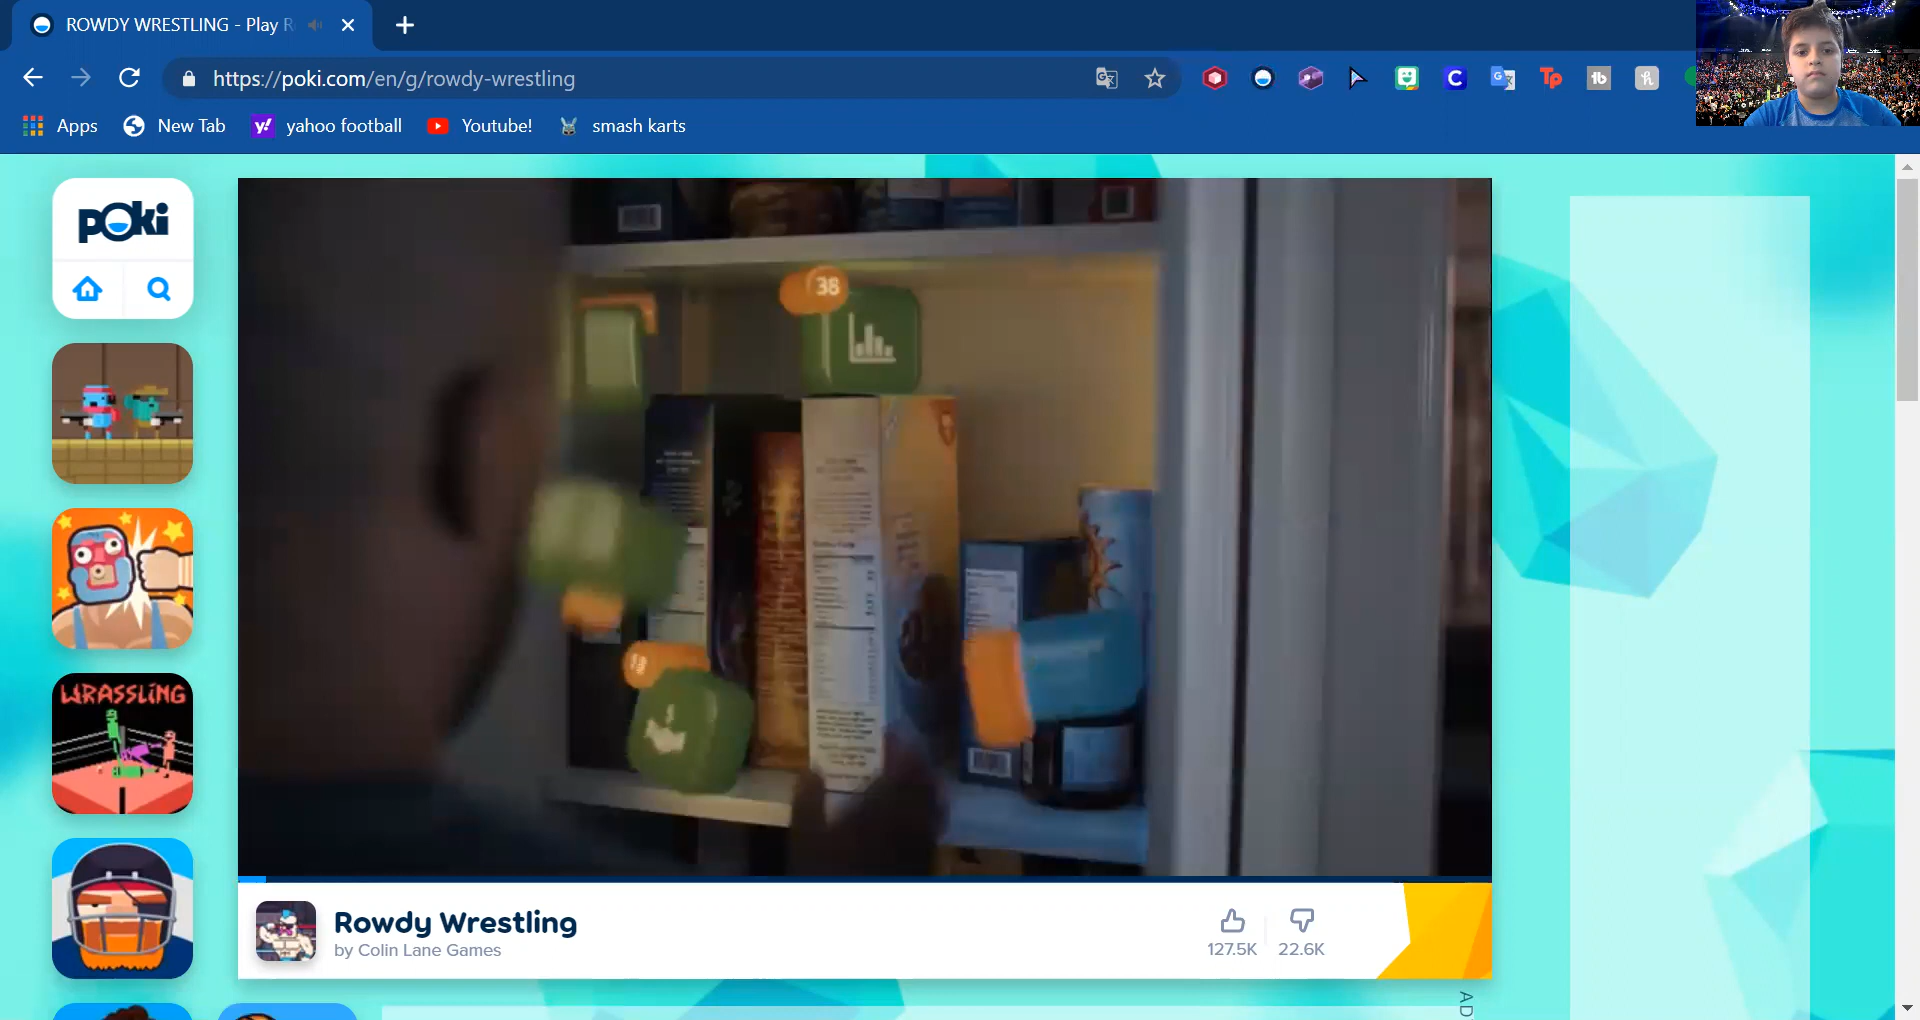 ROWDY WRESTLING - Play R
https://poki.com/en/g/rowdy-wrestling
Apps
New Tab
yahoo football
Youtube!
smash karts
poki
38
WRASSLING
Rowdy Wrestling
by Colin Lane Games
127.5K
22.6K
AD